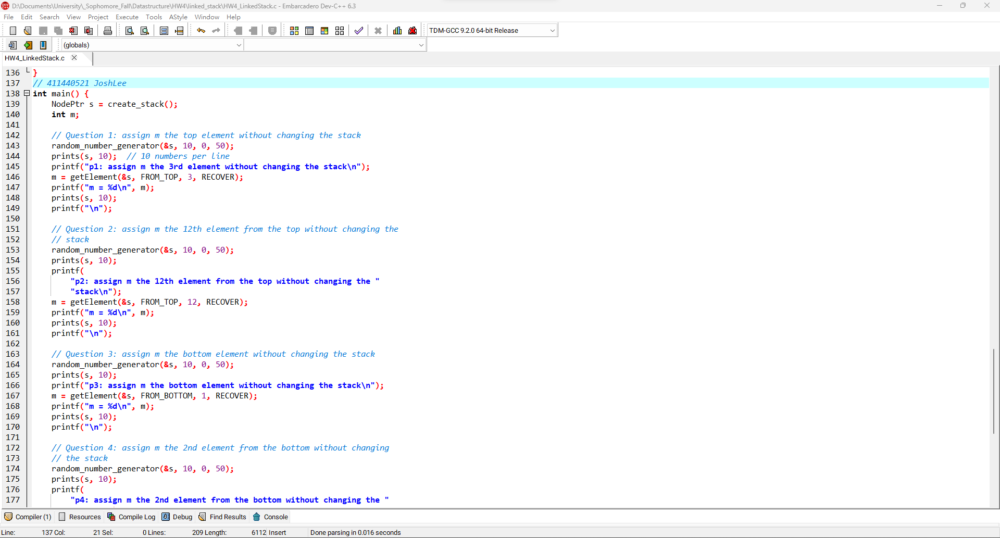 D:\Documents\University\_Sophomore_Fall\Datastructure\HW4\linked_stack\HW4_LinkedStack.c - Embarcadero Dev-C++ 6.3
File Edit Search View Project Execute Tools AStyle Window Help
TDM-GCC 9.2.0 64-bit Release
(globals)
HW4_LinkedStack.c
136 }
137 // 411440521 JoshLee
138 int main() {
139 NodePtr s = create_stack();
140 int m;
141
142 // Question 1: assign m the top element without changing the stack
143 random_number_generator(&s, 10, 0, 50);
144 prints(s, 10); // 10 numbers per line
145 printf("p1: assign m the 3rd element without changing the stack\n");
146 m = getElement(&s, FROM_TOP, 3, RECOVER);
147 printf("m = %d\n", m);
148 prints(s, 10);
149 printf("\n");
150
151 // Question 2: assign m the 12th element from the top without changing the
152 // stack
153 random_number_generator(&s, 10, 0, 50);
154 prints(s, 10);
155 printf(
156 "p2: assign m the 12th element from the top without changing the "
157 "stack\n");
158 m = getElement(&s, FROM_TOP, 12, RECOVER);
159 printf("m = %d\n", m);
160 prints(s, 10);
161 printf("\n");
162
163 // Question 3: assign m the bottom element without changing the stack
164 random_number_generator(&s, 10, 0, 50);
165 prints(s, 10);
166 printf("p3: assign m the bottom element without changing the stack\n");
167 m = getElement(&s, FROM_BOTTOM, 1, RECOVER);
168 printf("m = %d\n", m);
169 prints(s, 10);
170 printf("\n");
171
172 // Question 4: assign m the 2nd element from the bottom without changing
173 // the stack
174 random_number_generator(&s, 10, 0, 50);
175 prints(s, 10);
176 printf(
177 "p4: assign m the 2nd element from the bottom without changing the "
Compiler (1) Resources Compile Log Debug Find Results Console
Line: 137 Col: 21 Sel: 0 Lines: 209 Length: 6112 Insert Done parsing in 0.016 seconds